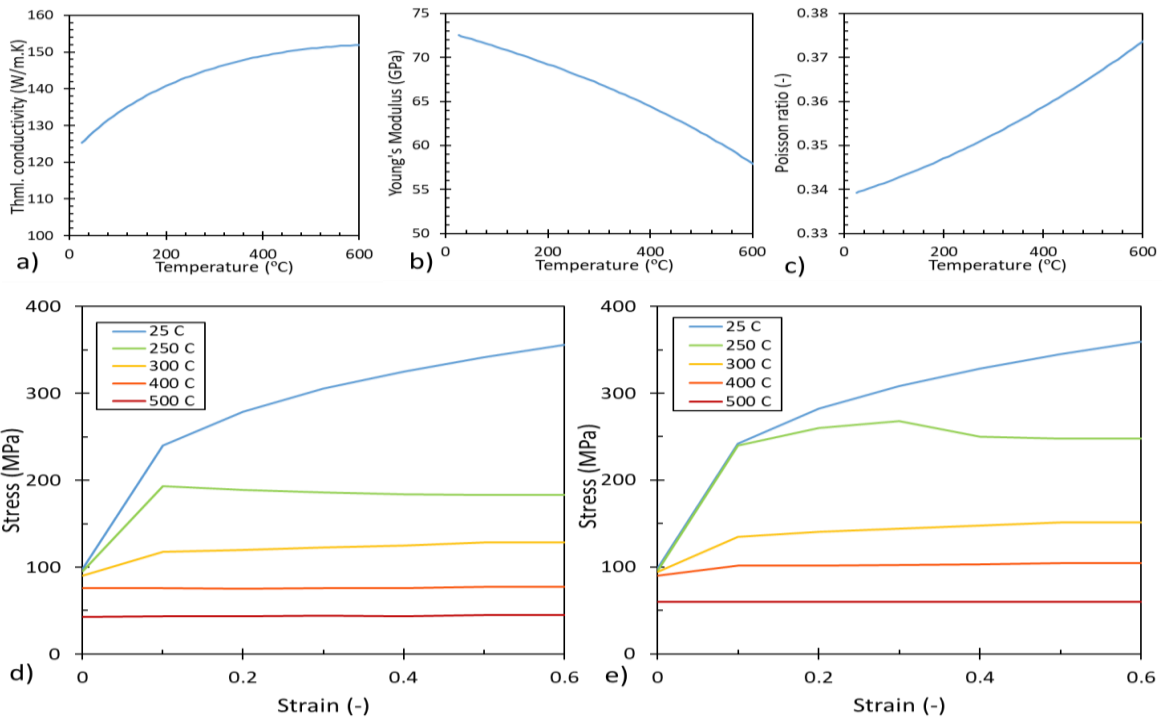 Thml. conductivity (W/m.K)
160
150
140
130
120
110
100
0
200
400
600
Temperature (°C)
a)
Young's Modulus (GPa)
75
70
65
60
55
50
0
200
400
600
Temperature (°C)
b)
Poisson ratio (-)
0.38
0.37
0.36
0.35
0.34
0.33
0
200
400
600
Temperature (°C)
c)
Stress (MPa)
400
300
200
100
0
25 C
250 C
300 C
400 C
500 C
0
0.2
0.4
0.6
Strain (-)
d)
Stress (MPa)
400
300
200
100
0
25 C
250 C
300 C
400 C
500 C
0
0.2
0.4
0.6
Strain (-)
e)